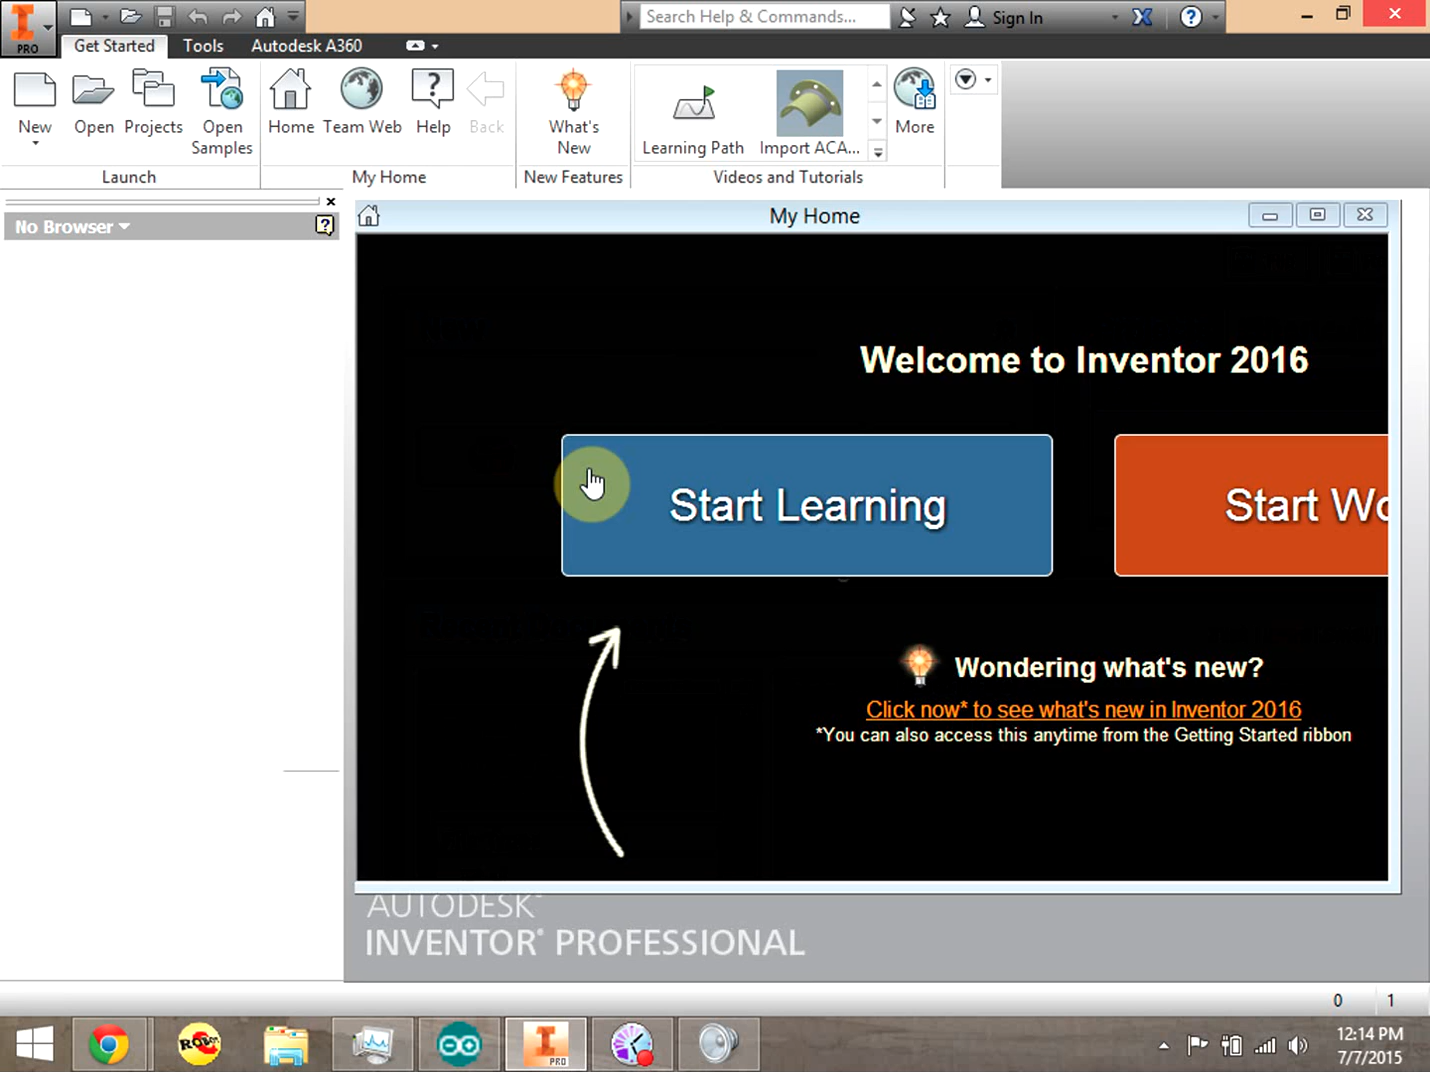 PRO
Search Help & Commands...
Sign In
Get Started
Tools
Autodesk A360
New
Open
Projects
Open
Samples
Home
Team Web
Help
Back
What's
New
Learning Path
Import ACA...
More
Launch
My Home
New Features
Videos and Tutorials
No Browser
My Home
Welcome to Inventor 2016
Start Learning
Start Wo
Wondering what's new?
Click now* to see what's new in Inventor 2016
*You can also access this anytime from the Getting Started ribbon
AUTODESK®
INVENTOR® PROFESSIONAL
0
1
PRO
12:14 PM
7/7/2015